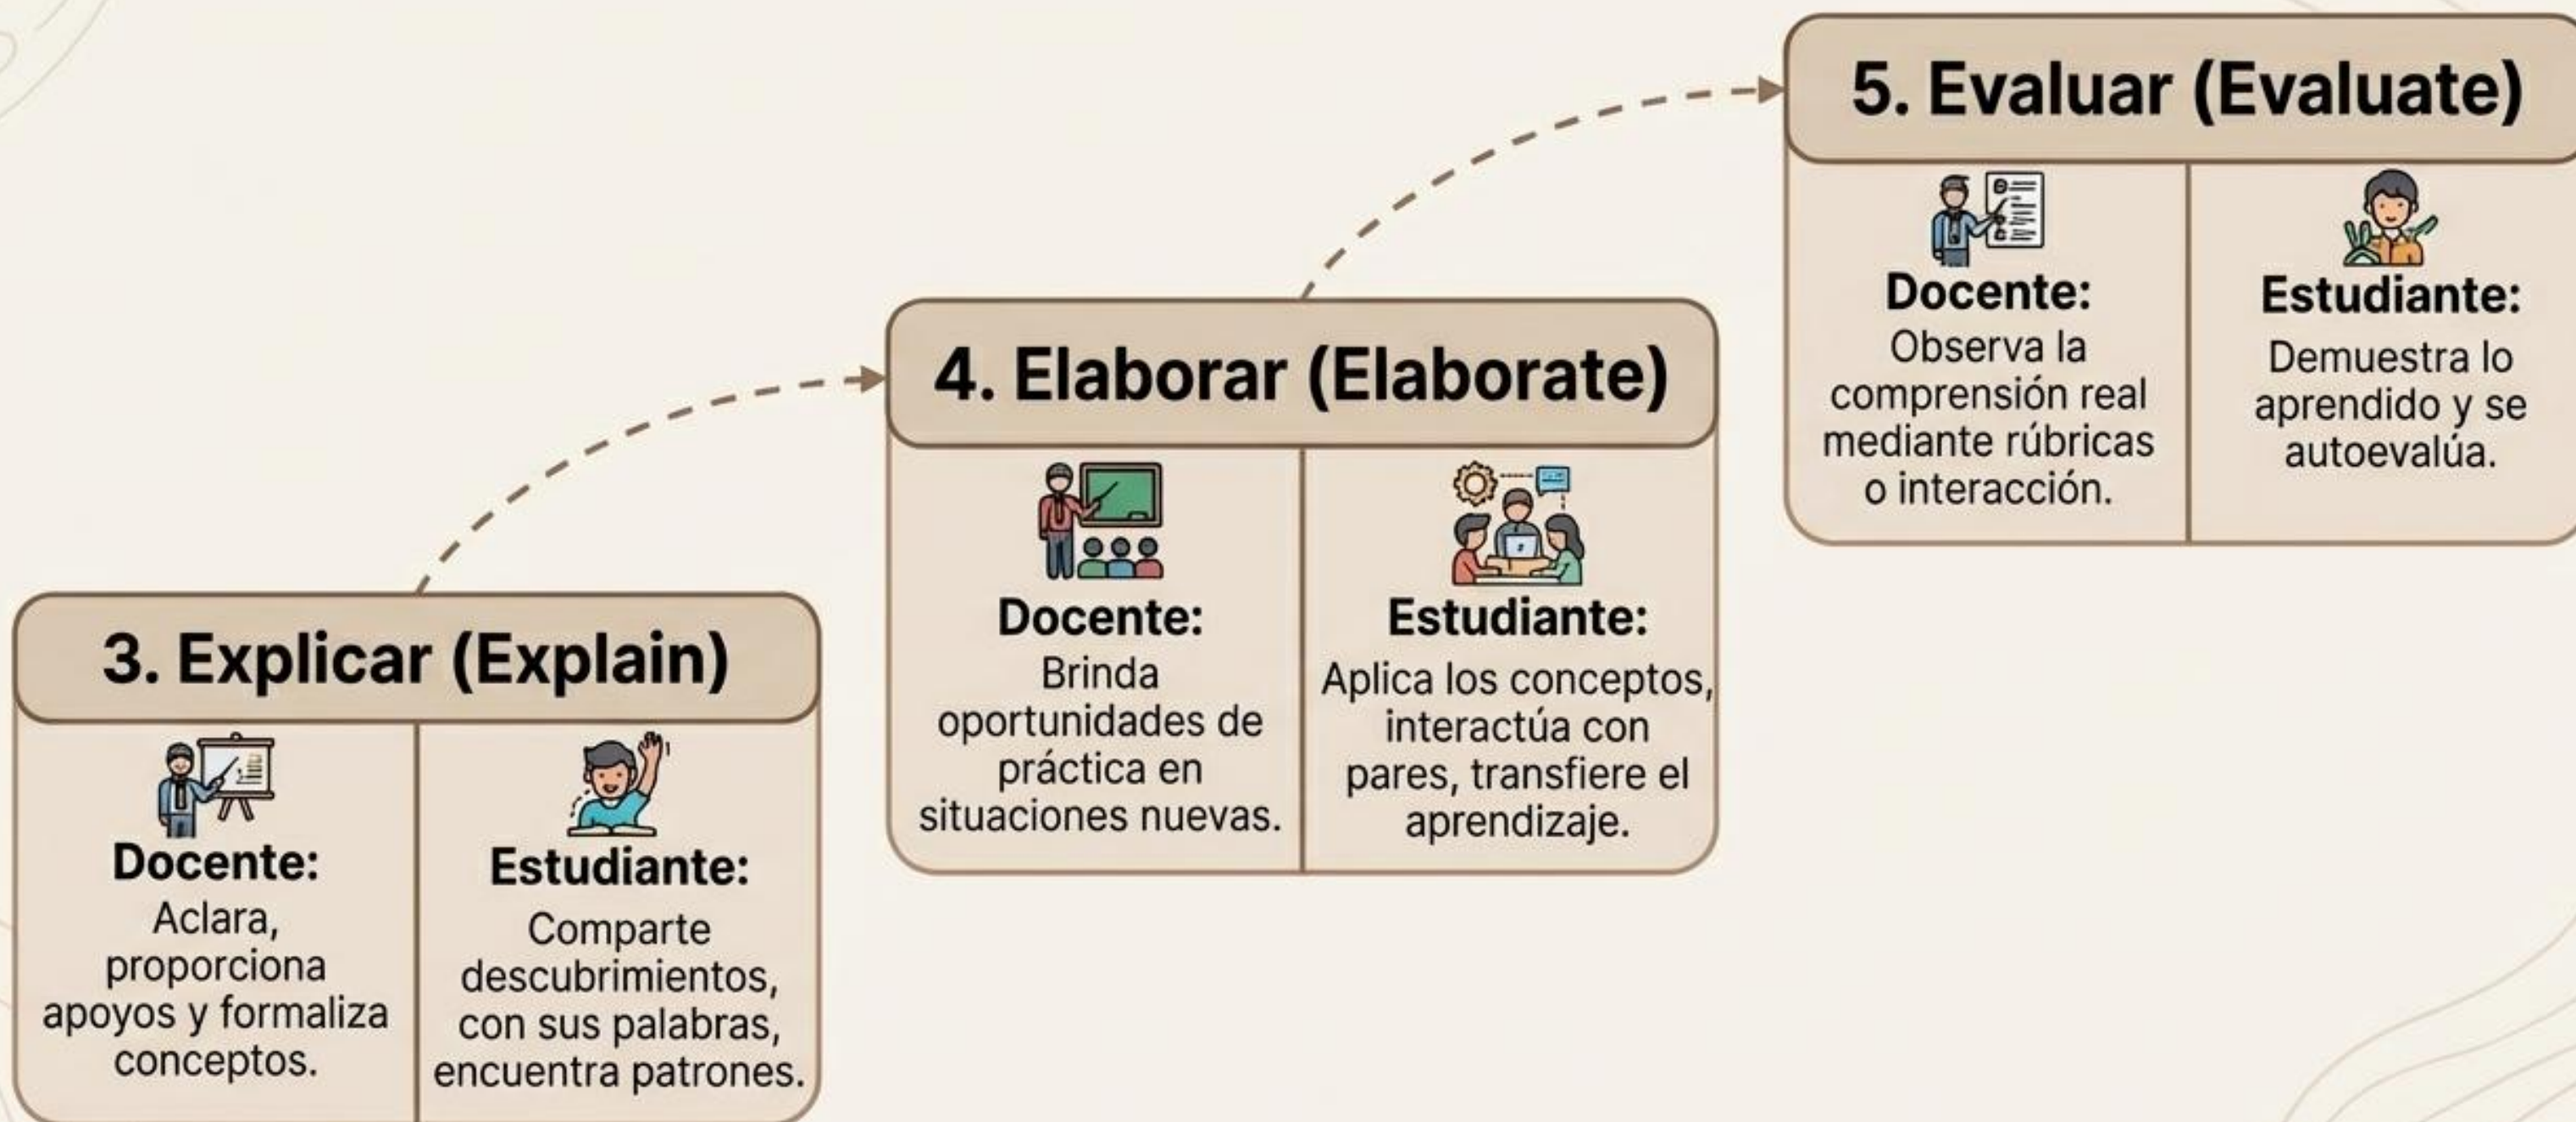 3. Explicar (Explain)
Docente:
Aclara,
proporciona
apoyos y formaliza
conceptos.
Estudiante:
Comparte
descubrimientos,
con sus palabras,
encuentra patrones.
4. Elaborar (Elaborate)
Docente:
Brinda
oportunidades de
práctica en
situaciones nuevas.
Estudiante:
Aplica los conceptos,
interactúa con
pares, transfiere el
aprendizaje.
5. Evaluar (Evaluate)
Docente:
Observa la
comprensión real
mediante rúbricas
o interacción.
Estudiante:
Demuestra lo
aprendido y se
autoevalúa.